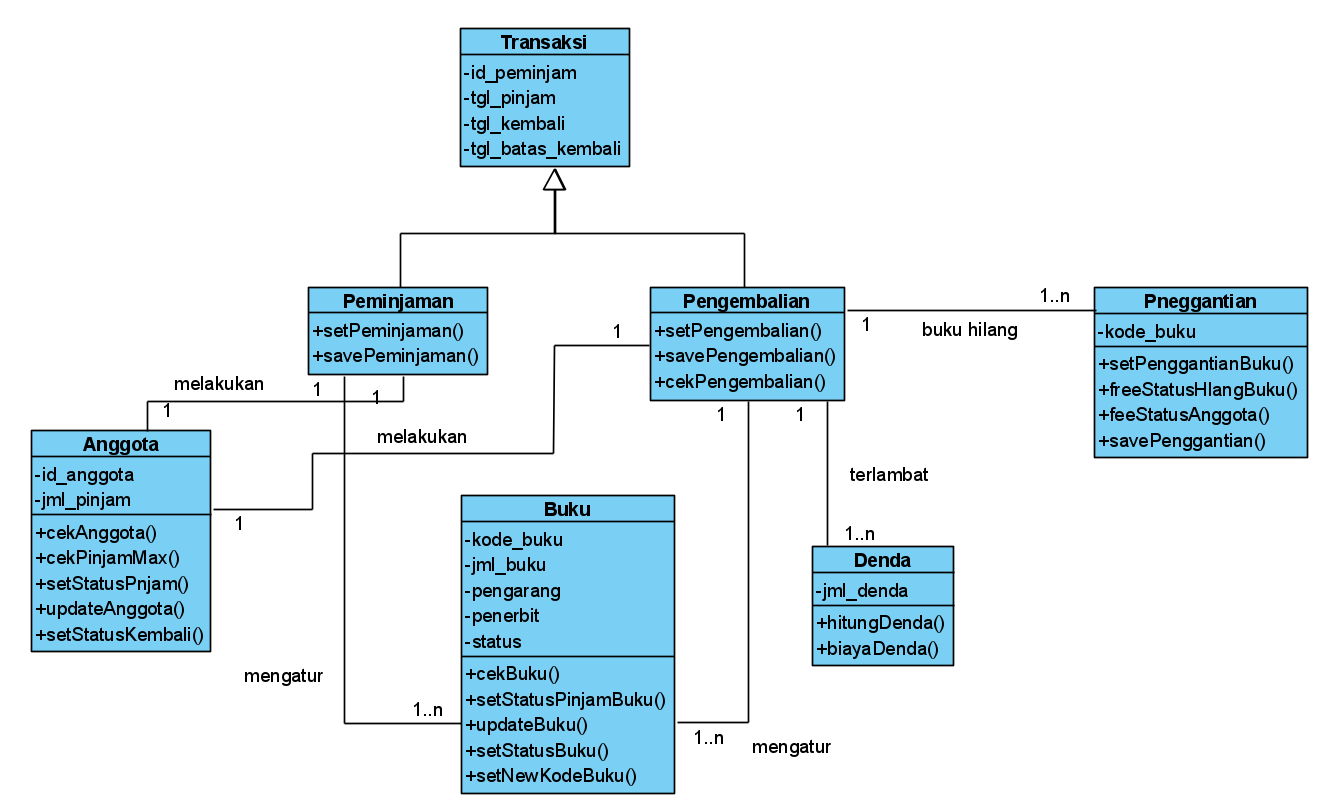 Transaksi
-id_peminjam
-tgl_pinjam
-tgl_kembali
-tgl_batas_kembali
Peminjaman
+setPeminjaman()
+savePeminjaman()
Pengembalian
+setPengembalian()
+savePengembalian()
+cekPengembalian()
1
1..n
buku hilang
Pneggantian
-kode_buku
+setPenggantianBuku()
+freeStatusHlangBuku()
+feeStatusAnggota()
+savePenggantian()
1
melakukan
1
1
1
melakukan
1
1
1
Anggota
-id_anggota
-jml_pinjam
+cekAnggota()
+cekPinjamMax()
+setStatusPnjam()
+updateAnggota()
+setStatusKembali()
terlambat
1..n
Denda
-jml_denda
+hitungDenda()
+biayaDenda()
Buku
-kode_buku
-jml_buku
-pengarang
-penerbit
-status
+cekBuku()
+setStatusPinjamBuku()
+updateBuku()
+setStatusBuku()
+setNewKodeBuku()
mengatur
1..n
1..n
mengatur